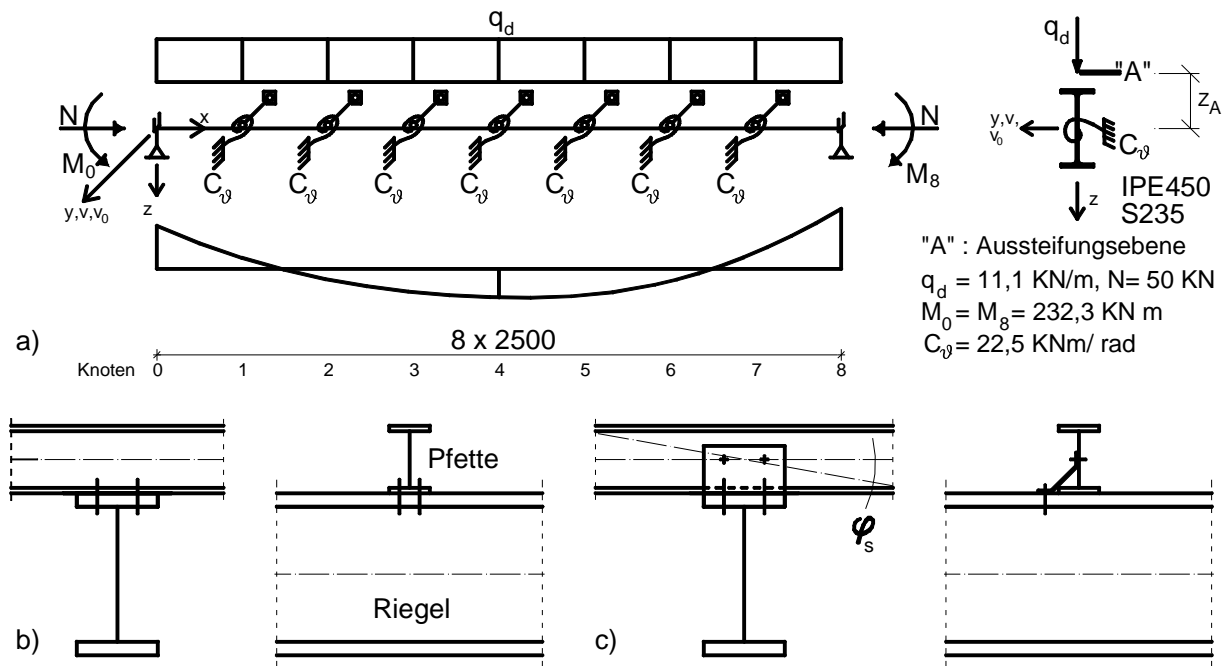 q_d
N
M_0
x
y,v,v_0
z
C_ϑ C_ϑ C_ϑ C_ϑ C_ϑ C_ϑ C_ϑ
N
M_8
q_d
"A"
z_A
y,v,
v_0
C_ϑ
z
IPE450
S235
"A" : Aussteifungsebene
q_d = 11,1 KN/m, N= 50 KN
M_0 = M_8 = 232,3 KN m
C_ϑ = 22,5 KNm/ rad
a)
8 x 2500
Knoten 0 1 2 3 4 5 6 7 8
b)
Pfette
Riegel
c)
φ_s